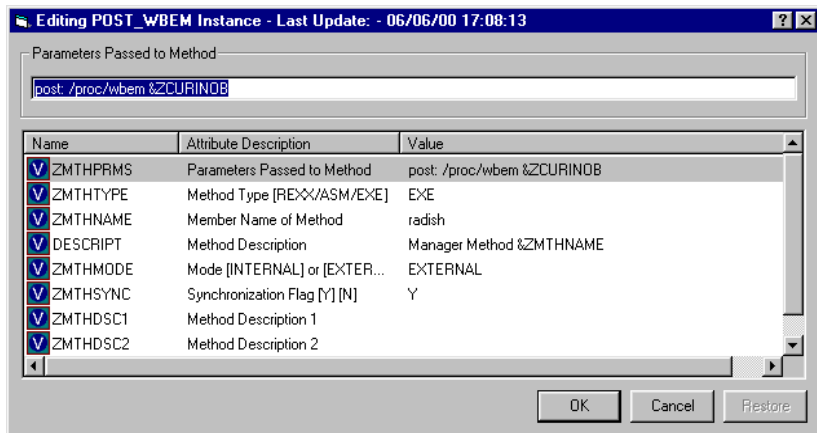 Editing POST_WBEM Instance - Last Update: - 06/06/00 17:08:13
Parameters Passed to Method
post: /proc/wbem &ZCURINOB
Name Attribute Description Value
V ZMTHPRMS Parameters Passed to Method post: /proc/wbem &ZCURINOB
V ZMTHTYPE Method Type [REXX/ASM/EXE] EXE
V ZMTHNAME Member Name of Method radish
V DESCRIPT Method Description Manager Method &ZMTHNAME
V ZMTHMODE Mode [INTERNAL] or [EXTER... EXTERNAL
V ZMTHSYNC Synchronization Flag [Y] [N] Y
V ZMTHDSC1 Method Description 1
V ZMTHDSC2 Method Description 2
OK Cancel Restore